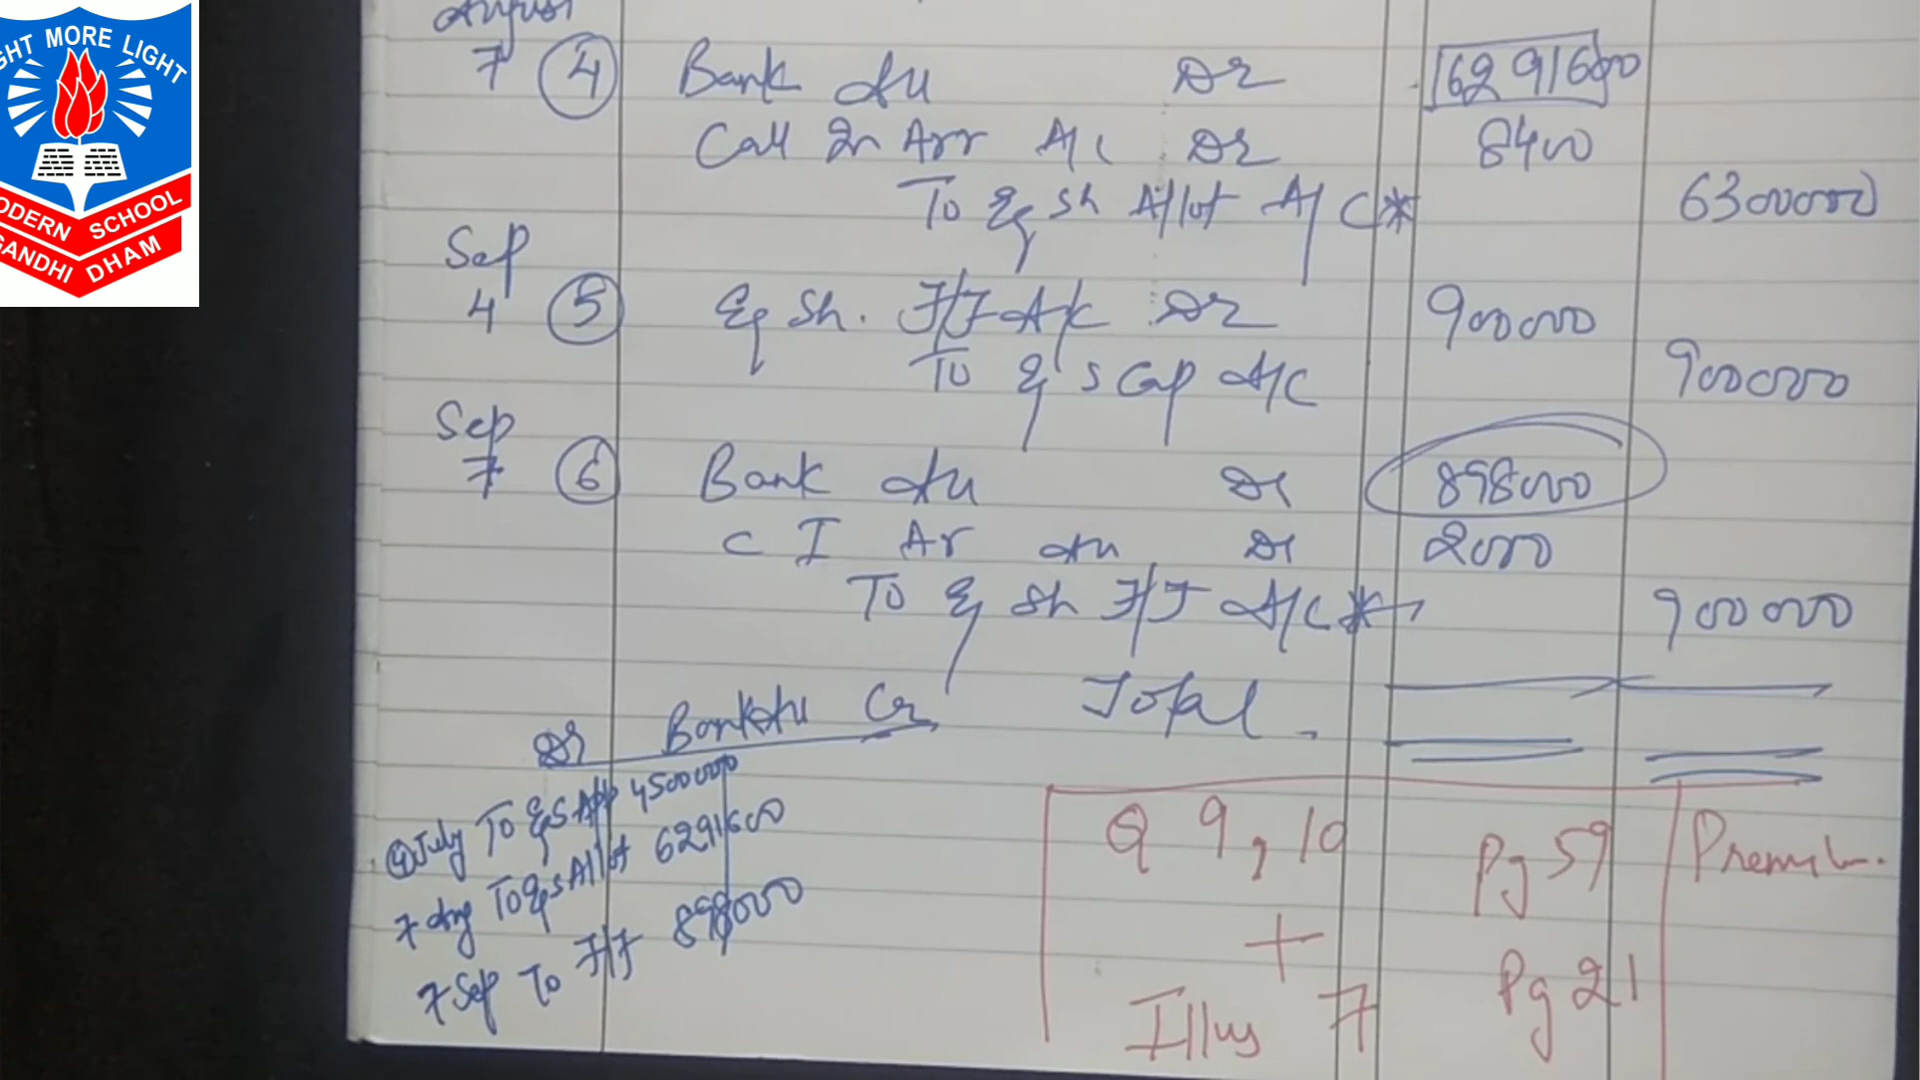 GHT MORE LIGHT
ODERN SCHOOL
GANDHI DHAM
August
7 ④ Bank A/c Dr 6291600
Call In Arr A/c Dr 8400
To Eq Sh Allot A/C * 6300000
Sep
4 ⑤ Eq Sh. F/F A/c Dr 900000
To Eq S Cap A/C 900000
Sep
7 ⑥ Bank A/c Dr 898000
C I Ar A/c Dr 2000
To Eq Sh F/F A/C * 900000
Total
Dr Bank A/c Cr
4 July To Eq S App 4500000
7 Aug To Eq S Allot 6291600
7 Sep To F/F 898000
Q 9, 10 Pg 59
+
Illus 7 Pg 21